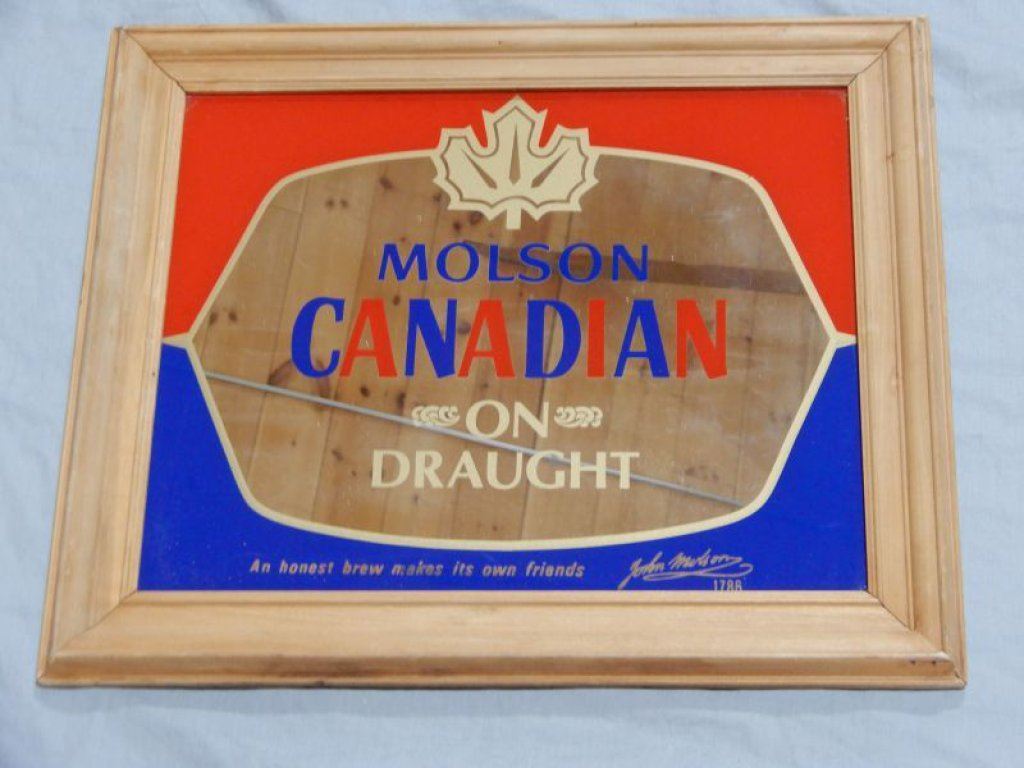 MOLSON
CANADIAN
ON
DRAUGHT
An honest brew makes its own friends
John Molson
1786